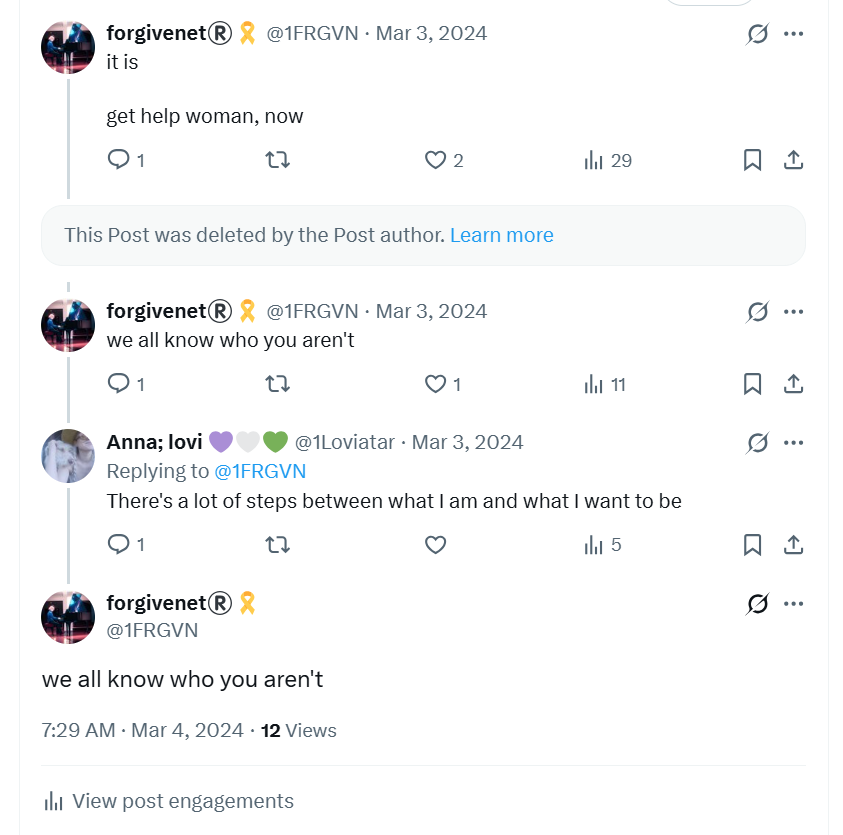 forgivenet®🎗 @1FRGVN · Mar 3, 2024
it is
get help woman, now
1 2 29
This Post was deleted by the Post author. Learn more
forgivenet®🎗 @1FRGVN · Mar 3, 2024
we all know who you aren't
1 1 11
Anna; lovi 💜🤍💚 @1Loviatar · Mar 3, 2024
Replying to @1FRGVN
There's a lot of steps between what I am and what I want to be
1 5
forgivenet®🎗
@1FRGVN
we all know who you aren't
7:29 AM · Mar 4, 2024 · 12 Views
View post engagements